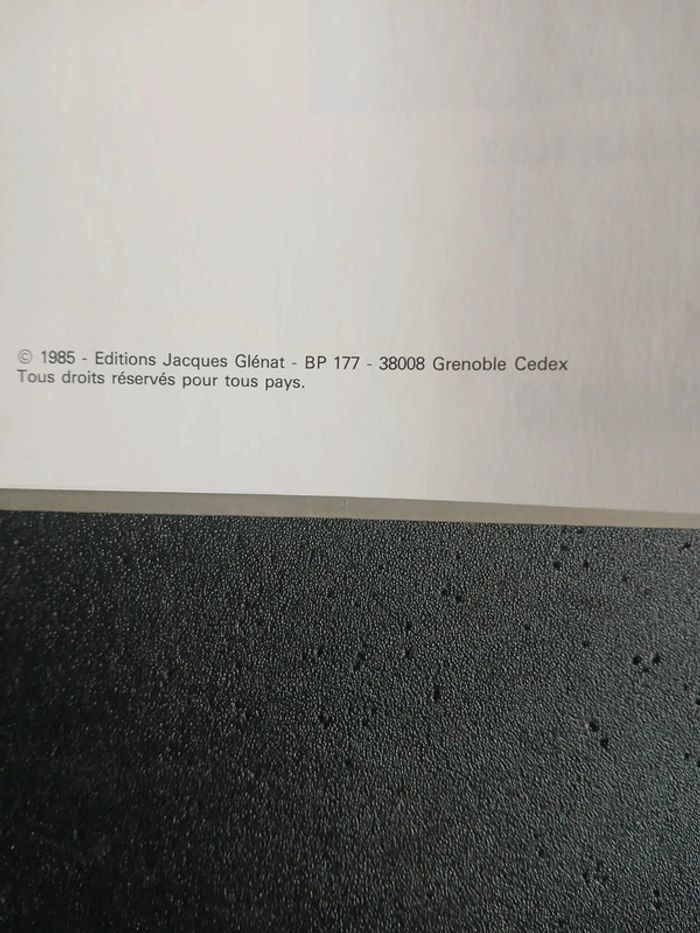 © 1985 - Editions Jacques Glénat - BP 177 - 38008 Grenoble Cedex
Tous droits réservés pour tous pays.